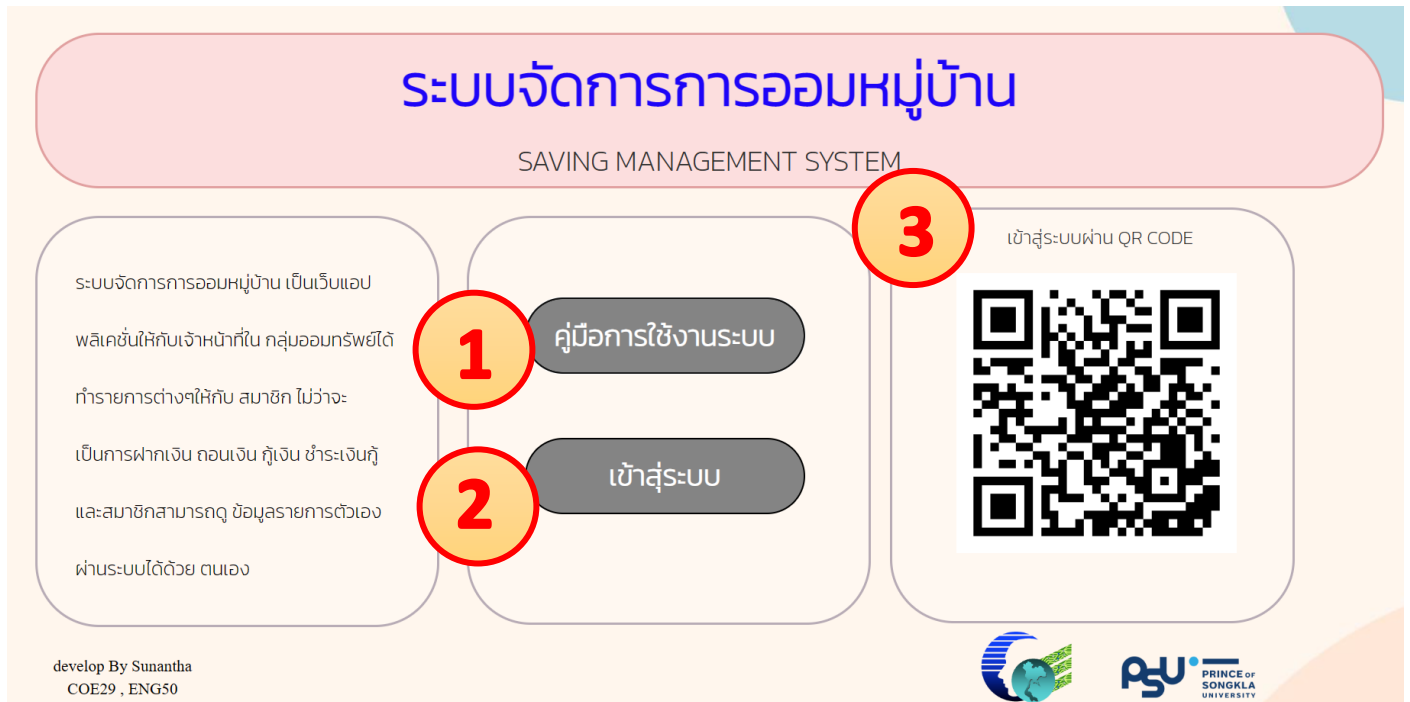 ระบบจัดการการออมหมู่บ้าน
SAVING MANAGEMENT SYSTEM
ระบบจัดการการออมหมู่บ้าน เป็นเว็บแอป
พลิเคชั่นให้กับเจ้าหน้าที่ใน กลุ่มออมทรัพย์ได้
ทำรายการต่างๆให้กับ สมาชิก ไม่ว่าจะ
เป็นการฝากเงิน ถอนเงิน กู้เงิน ชำระเงินกู้
และสมาชิกสามารถดู ข้อมูลรายการตัวเอง
ผ่านระบบได้ด้วย ตนเอง
1
คู่มือการใช้งานระบบ
2
เข้าสุ่ระบบ
3
เข้าสู่ระบบผ่าน QR CODE
develop By Sunantha
COE29 , ENG50
PSU
PRINCE OF
SONGKLA
UNIVERSITY